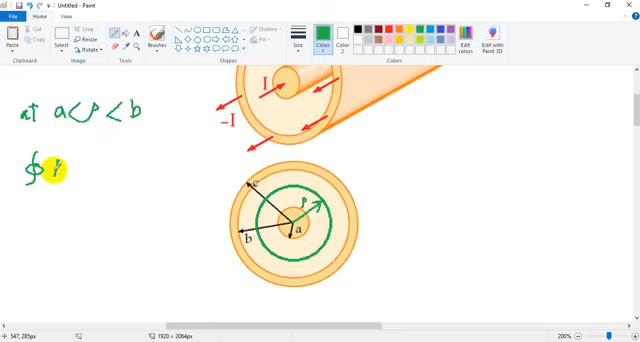 Untitled - Paint
File
Home
View
Paste
Cut
Copy
Clipboard
Select
Crop
Resize
Rotate
Image
A
Tools
Brushes
Shapes
Outline
Fill
Size
Color
1
Color
2
Colors
Edit
colors
Edit with
Paint 3D
I
-I
at a<ρ<b
∮
c
ρ
a
b
547, 285px
1920 × 2064px
200%